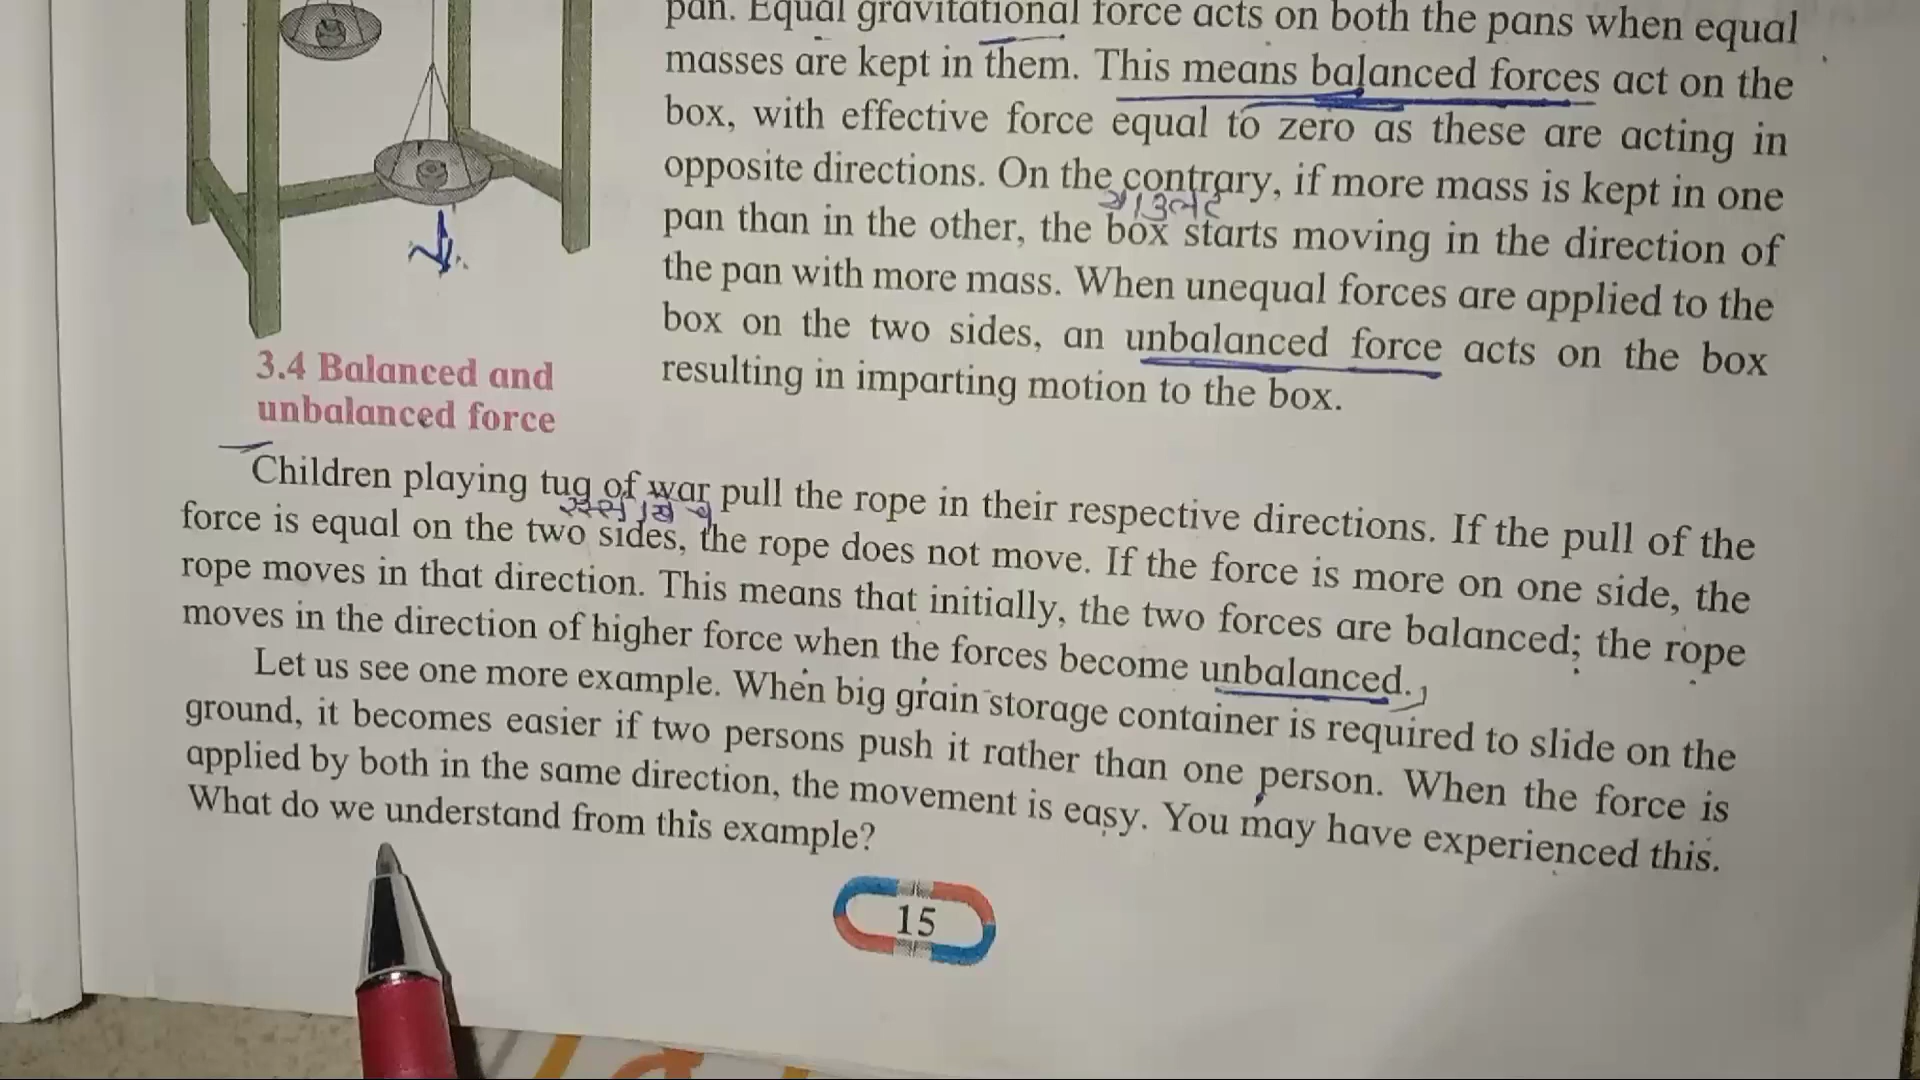 pan. Equal gravitational force acts on both the pans when equal
masses are kept in them. This means balanced forces act on the
box, with effective force equal to zero as these are acting in
opposite directions. On the contrary, if more mass is kept in one
pan than in the other, the box starts moving in the direction of
the pan with more mass. When unequal forces are applied to the
box on the two sides, an unbalanced force acts on the box
resulting in imparting motion to the box.
3.4 Balanced and
unbalanced force
Children playing tug of war pull the rope in their respective directions. If the pull of the
force is equal on the two sides, the rope does not move. If the force is more on one side, the
rope moves in that direction. This means that initially, the two forces are balanced; the rope
moves in the direction of higher force when the forces become unbalanced.
Let us see one more example. When big grain storage container is required to slide on the
ground, it becomes easier if two persons push it rather than one person. When the force is
applied by both in the same direction, the movement is easy. You may have experienced this.
What do we understand from this example?
15